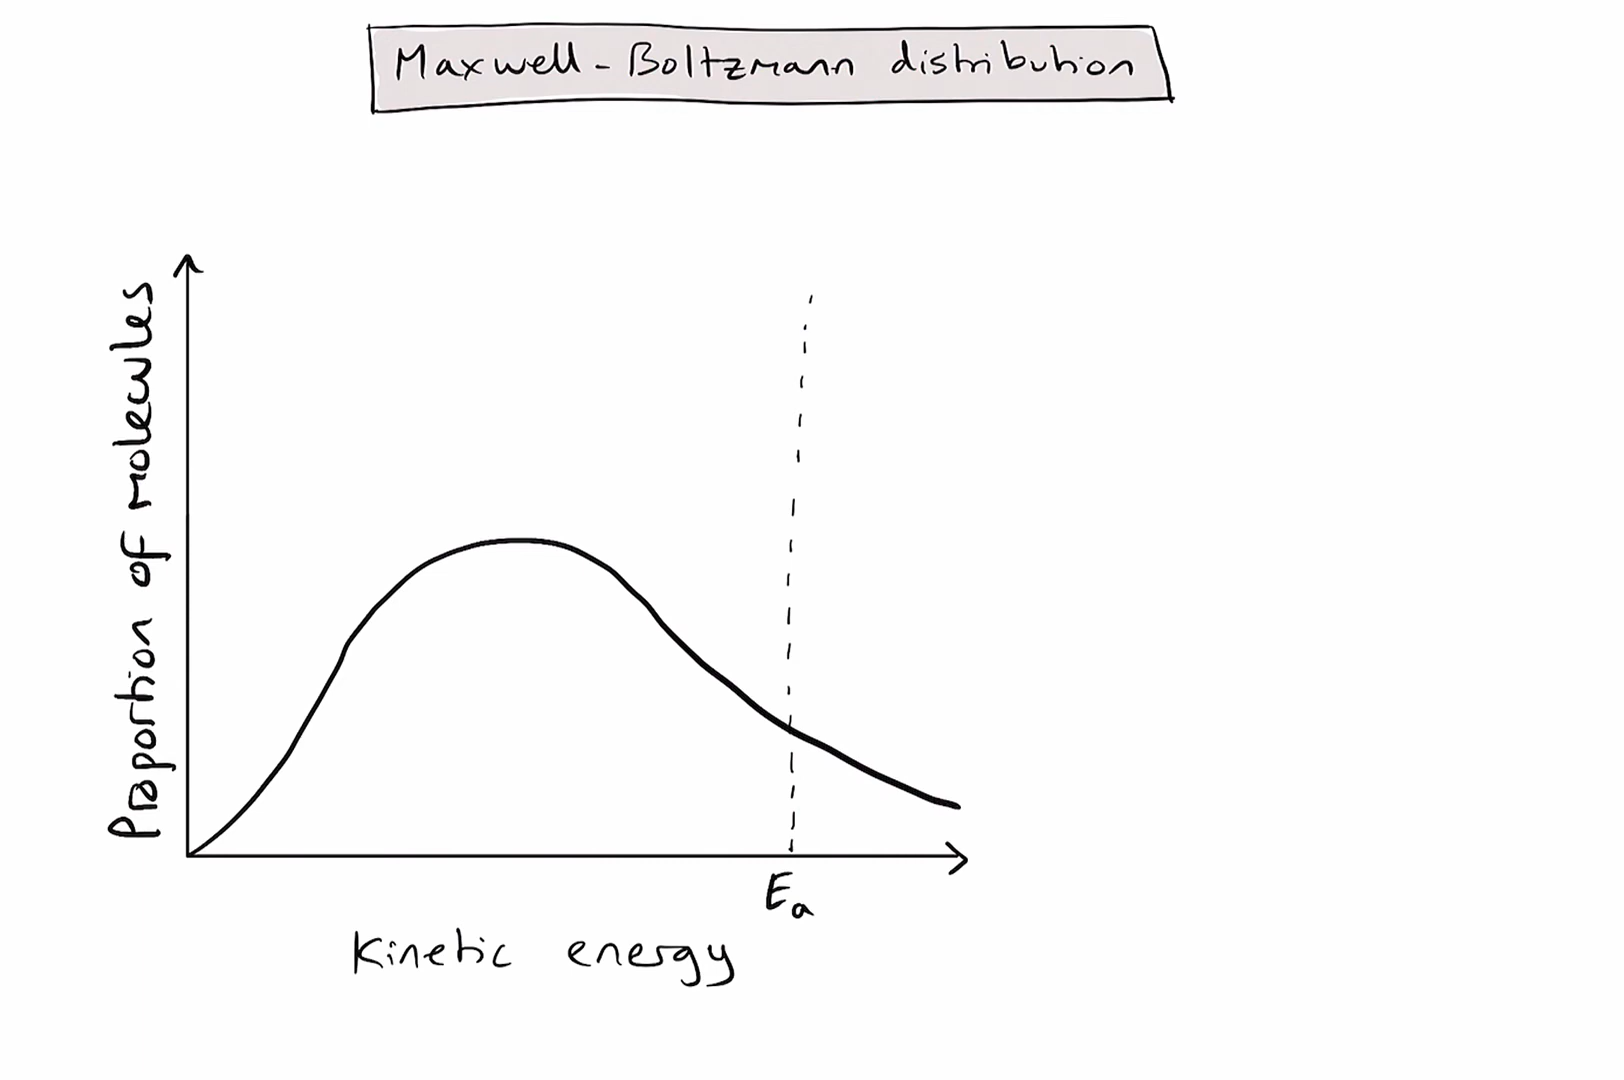 Maxwell-Boltzmann distribution
Proportion of molecules
Ea
Kinetic energy